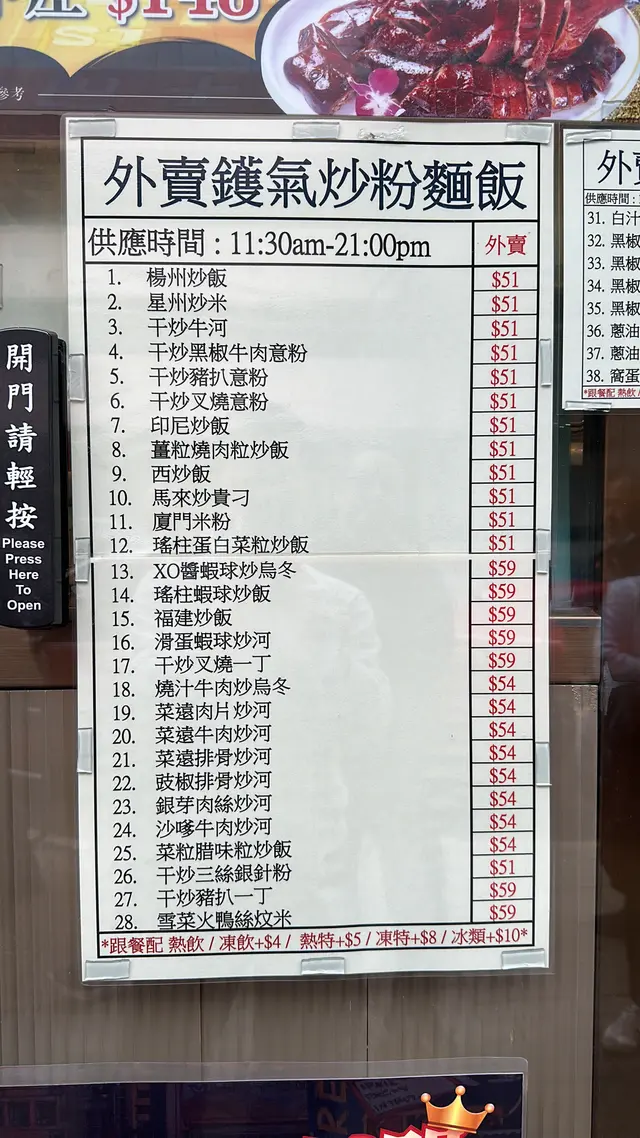 $148
參考
外賣鑊氣炒粉麵飯
供應時間 : 11:30am-21:00pm 外賣
1. 楊州炒飯 $51
2. 星州炒米 $51
3. 干炒牛河 $51
4. 干炒黑椒牛肉意粉 $51
5. 干炒豬扒意粉 $51
6. 干炒叉燒意粉 $51
7. 印尼炒飯 $51
8. 薑粒燒肉粒炒飯 $51
9. 西炒飯 $51
10. 馬來炒貴刁 $51
11. 廈門米粉 $51
12. 瑤柱蛋白菜粒炒飯 $51
13. XO醬蝦球炒烏冬 $59
14. 瑤柱蝦球炒飯 $59
15. 福建炒飯 $59
16. 滑蛋蝦球炒河 $59
17. 干炒叉燒一丁 $59
18. 燒汁牛肉炒烏冬 $54
19. 菜遠肉片炒河 $54
20. 菜遠牛肉炒河 $54
21. 菜遠排骨炒河 $54
22. 豉椒排骨炒河 $54
23. 銀芽肉絲炒河 $54
24. 沙嗲牛肉炒河 $54
25. 菜粒腊味粒炒飯 $54
26. 干炒三絲銀針粉 $51
27. 干炒豬扒一丁 $59
28. 雪菜火鴨絲炆米 $59
*跟餐配 熱飲 / 凍飲+$4 / 熱特+$5 / 凍特+$8 / 冰類+$10*
開門請輕按
Please
Press
Here
To
Open
外
供應時間 :
31. 白汁
32. 黑椒
33. 黑椒
34. 黑椒
35. 黑椒
36. 蔥油
37. 蔥油
38. 窩蛋
*跟餐配 熱飲 /